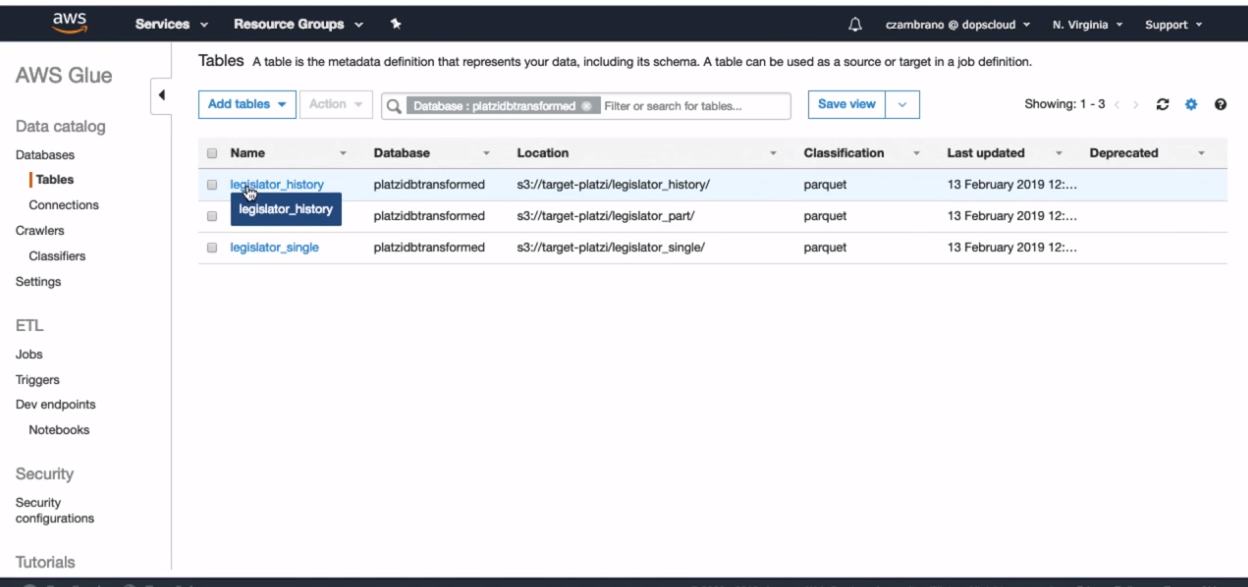 aws Services Resource Groups czambrano @ dopscloud N. Virginia Support
AWS Glue
Data catalog
Databases
Tables
Connections
Crawlers
Classifiers
Settings
ETL
Jobs
Triggers
Dev endpoints
Notebooks
Security
Security
configurations
Tutorials
Tables A table is the metadata definition that represents your data, including its schema. A table can be used as a source or target in a job definition.
Add tables Action Database : platzidbtransformed Filter or search for tables... Save view Showing: 1 - 3
Name Database Location Classification Last updated Deprecated
legislator_history platzidbtransformed s3://target-platzi/legislator_history/ parquet 13 February 2019 12:...
legislator_history
platzidbtransformed s3://target-platzi/legislator_part/ parquet 13 February 2019 12:...
legislator_single platzidbtransformed s3://target-platzi/legislator_single/ parquet 13 February 2019 12:...